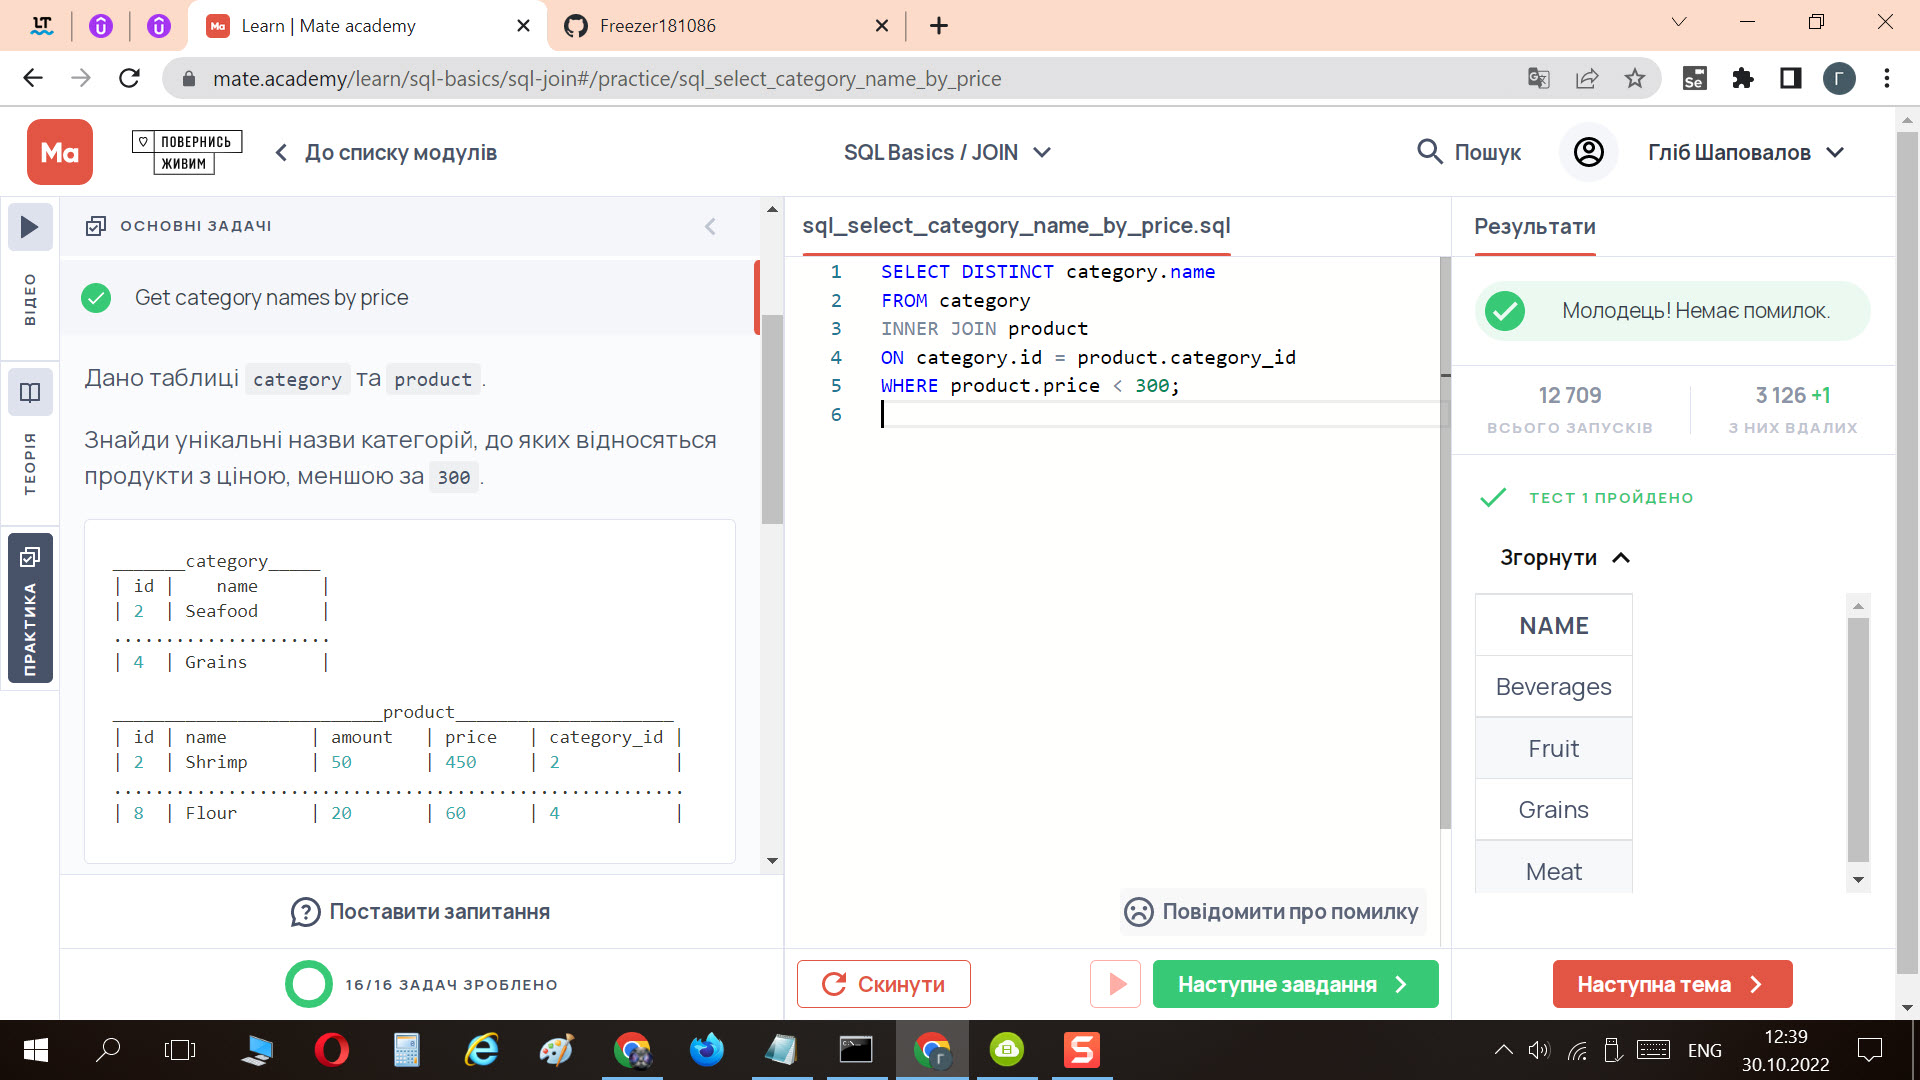 Learn | Mate academy
Freezer181086
mate.academy/learn/sql-basics/sql-join#/practice/sql_select_category_name_by_price
Ma
ПОВЕРНИСЬ
ЖИВИМ
До списку модулів
SQL Basics / JOIN
Пошук
Гліб Шаповалов
ВІДЕО
ТЕОРІЯ
ПРАКТИКА
ОСНОВНІ ЗАДАЧІ
Get category names by price
Дано таблиці category та product.
Знайди унікальні назви категорій, до яких відносяться
продукти з ціною, меншою за 300.
_______category_____
| id |    name      |
| 2  | Seafood      |
.....................
| 4  | Grains       |
__________________________product_____________________
| id | name        | amount   | price   | category_id |
| 2  | Shrimp      | 50       | 450     | 2           |
.......................................................
| 8  | Flour       | 20       | 60      | 4           |
Поставити запитання
16/16 ЗАДАЧ ЗРОБЛЕНО
sql_select_category_name_by_price.sql
1 SELECT DISTINCT category.name
2 FROM category
3 INNER JOIN product
4 ON category.id = product.category_id
5 WHERE product.price < 300;
6
Повідомити про помилку
Скинути
Наступне завдання
Результати
Молодець! Немає помилок.
12 709
ВСЬОГО ЗАПУСКІВ
3 126 +1
З НИХ ВДАЛИХ
ТЕСТ 1 ПРОЙДЕНО
Згорнути
NAME
Beverages
Fruit
Grains
Meat
Наступна тема
ENG
12:39
30.10.2022